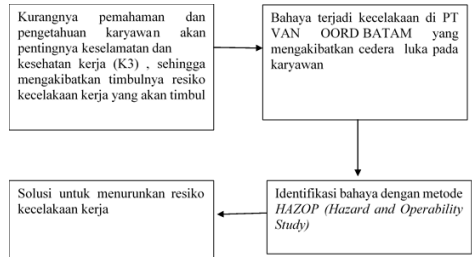 Kurangnya pemahaman dan
pengetahuan karyawan akan
pentingnya keselamatan dan
kesehatan kerja (K3) , sehingga
mengakibatkan timbulnya resiko
kecelakaan kerja yang akan timbul
Bahaya terjadi kecelakaan di PT
VAN OORD BATAM yang
mengakibatkan cedera luka pada
karyawan
Identifikasi bahaya dengan metode
HAZOP (Hazard and Operability
Study)
Solusi untuk menurunkan resiko
kecelakaan kerja